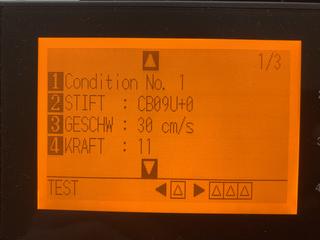 1/3
1 Condition No. 1
2 STIFT : CB09U+0
3 GESCHW : 30 cm/s
4 KRAFT : 11
TEST